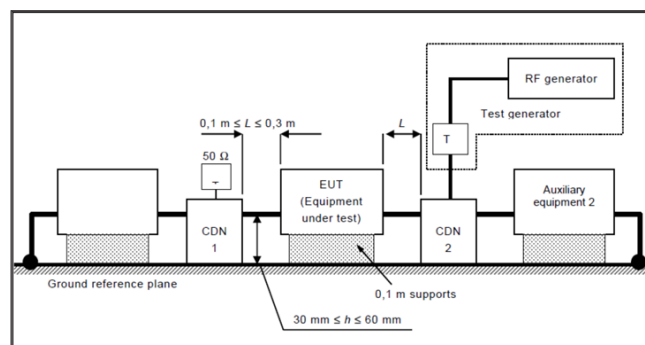 RF generator
Test generator
0,1 m ≤ L ≤ 0,3 m
L
T
50 Ω
EUT
(Equipment
under test)
Auxiliary
equipment 2
CDN
1
CDN
2
Ground reference plane
0,1 m supports
30 mm ≤ h ≤ 60 mm